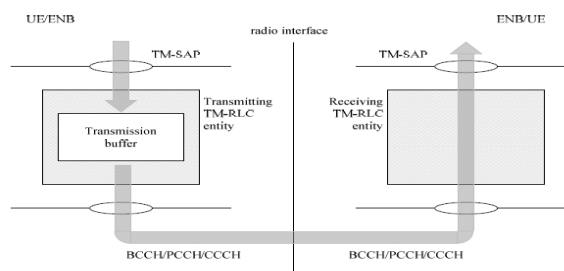 UE/ENB
ENB/UE
radio interface
TM-SAP
TM-SAP
Transmitting
TM-RLC
entity
Receiving
TM-RLC
entity
Transmission
buffer
BCCH/PCCH/CCCH
BCCH/PCCH/CCCH